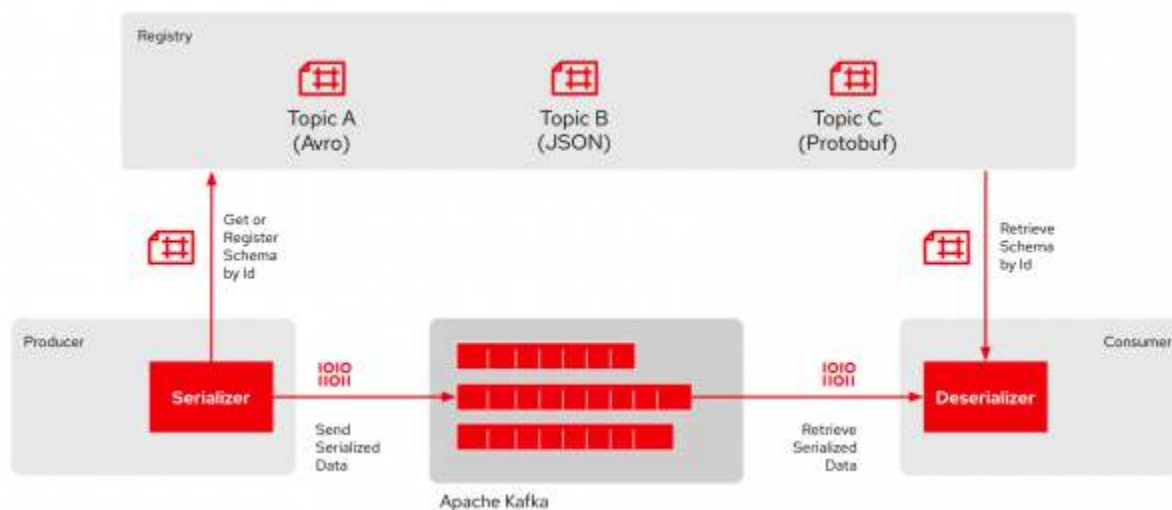 Registry
Topic A
(Avro)
Topic B
(JSON)
Topic C
(Protobuf)
Get or
Register
Schema
by Id
Retrieve
Schema
by Id
Producer
Serializer
1010
11011
Send
Serialized
Data
Apache Kafka
1010
11011
Retrieve
Serialized
Data
Consumer
Deserializer